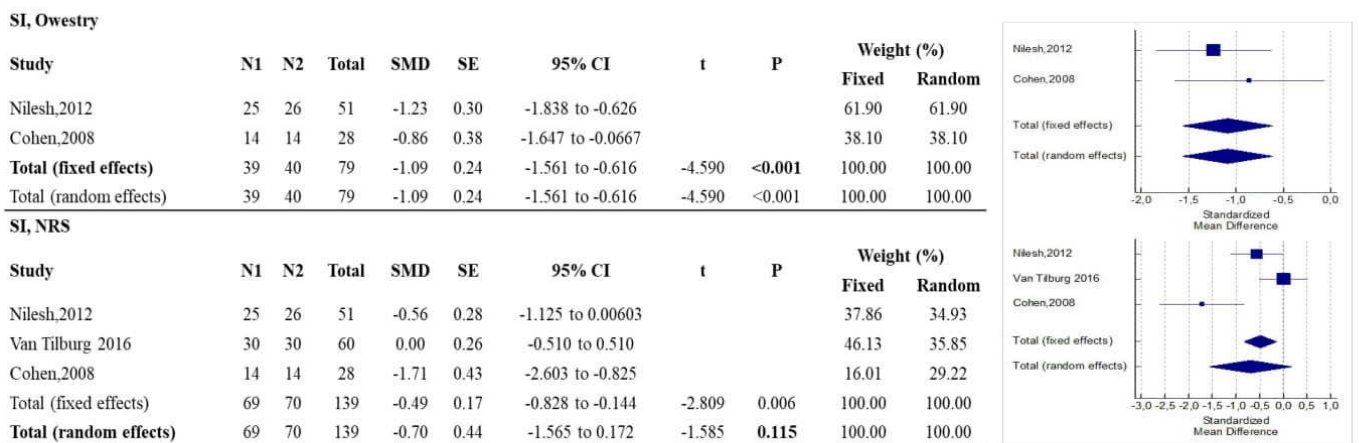 SI, Owestry
Study N1 N2 Total SMD SE 95% CI t P Weight (%)
Fixed Random
Nilesh,2012 25 26 51 -1.23 0.30 -1.838 to -0.626 61.90 61.90
Cohen,2008 14 14 28 -0.86 0.38 -1.647 to -0.0667 38.10 38.10
Total (fixed effects) 39 40 79 -1.09 0.24 -1.561 to -0.616 -4.590 <0.001 100.00 100.00
Total (random effects) 39 40 79 -1.09 0.24 -1.561 to -0.616 -4.590 <0.001 100.00 100.00
SI, NRS
Study N1 N2 Total SMD SE 95% CI t P Weight (%)
Fixed Random
Nilesh,2012 25 26 51 -0.56 0.28 -1.125 to 0.00603 37.86 34.93
Van Tilburg 2016 30 30 60 0.00 0.26 -0.510 to 0.510 46.13 35.85
Cohen,2008 14 14 28 -1.71 0.43 -2.603 to -0.825 16.01 29.22
Total (fixed effects) 69 70 139 -0.49 0.17 -0.828 to -0.144 -2.809 0.006 100.00 100.00
Total (random effects) 69 70 139 -0.70 0.44 -1.565 to 0.172 -1.585 0.115 100.00 100.00
Nilesh,2012
Cohen,2008
Total (fixed effects)
Total (random effects)
-2,0 -1,5 -1,0 -0,5 0,0
Standardized
Mean Difference
Nilesh,2012
Van Tilburg 2016
Cohen,2008
Total (fixed effects)
Total (random effects)
-3,0 -2,5 -2,0 -1,5 -1,0 -0,5 0,0 0,5 1,0
Standardized
Mean Difference